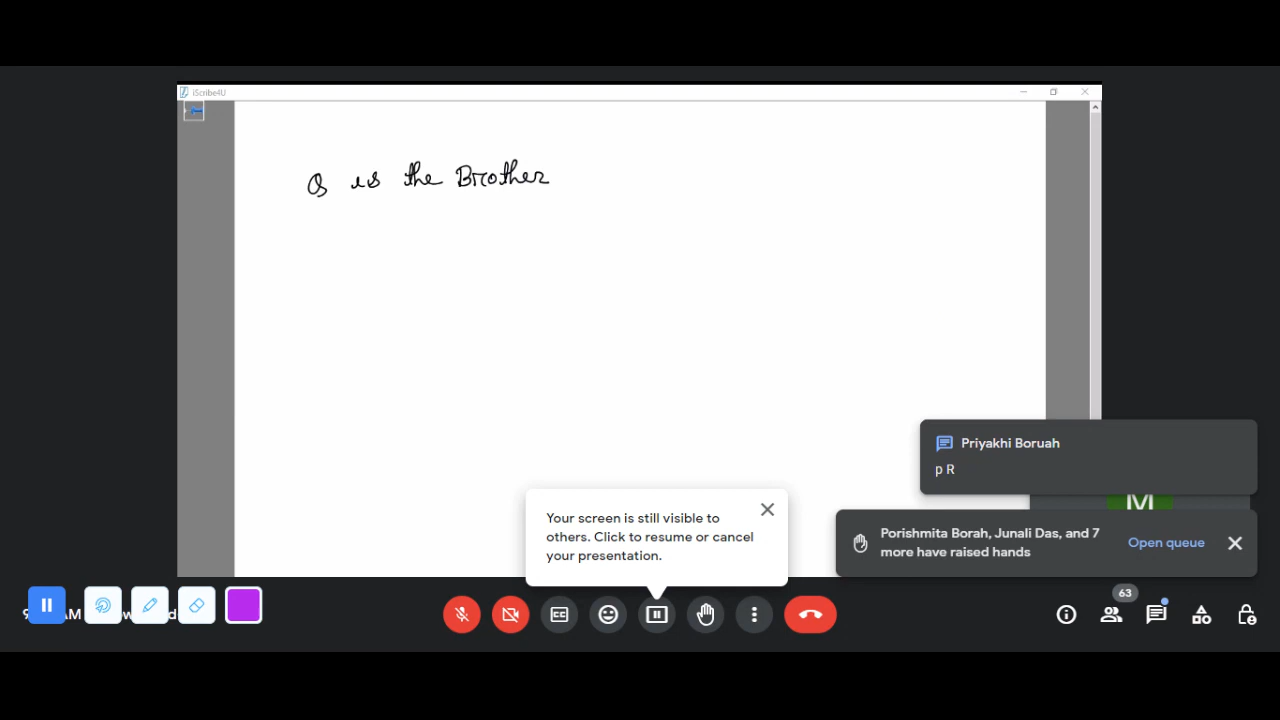 iScribe4U
Q is the Brother
Priyakhi Boruah
p R
Your screen is still visible to
others. Click to resume or cancel
your presentation.
Porishmita Borah, Junali Das, and 7
more have raised hands
Open queue
63
AM